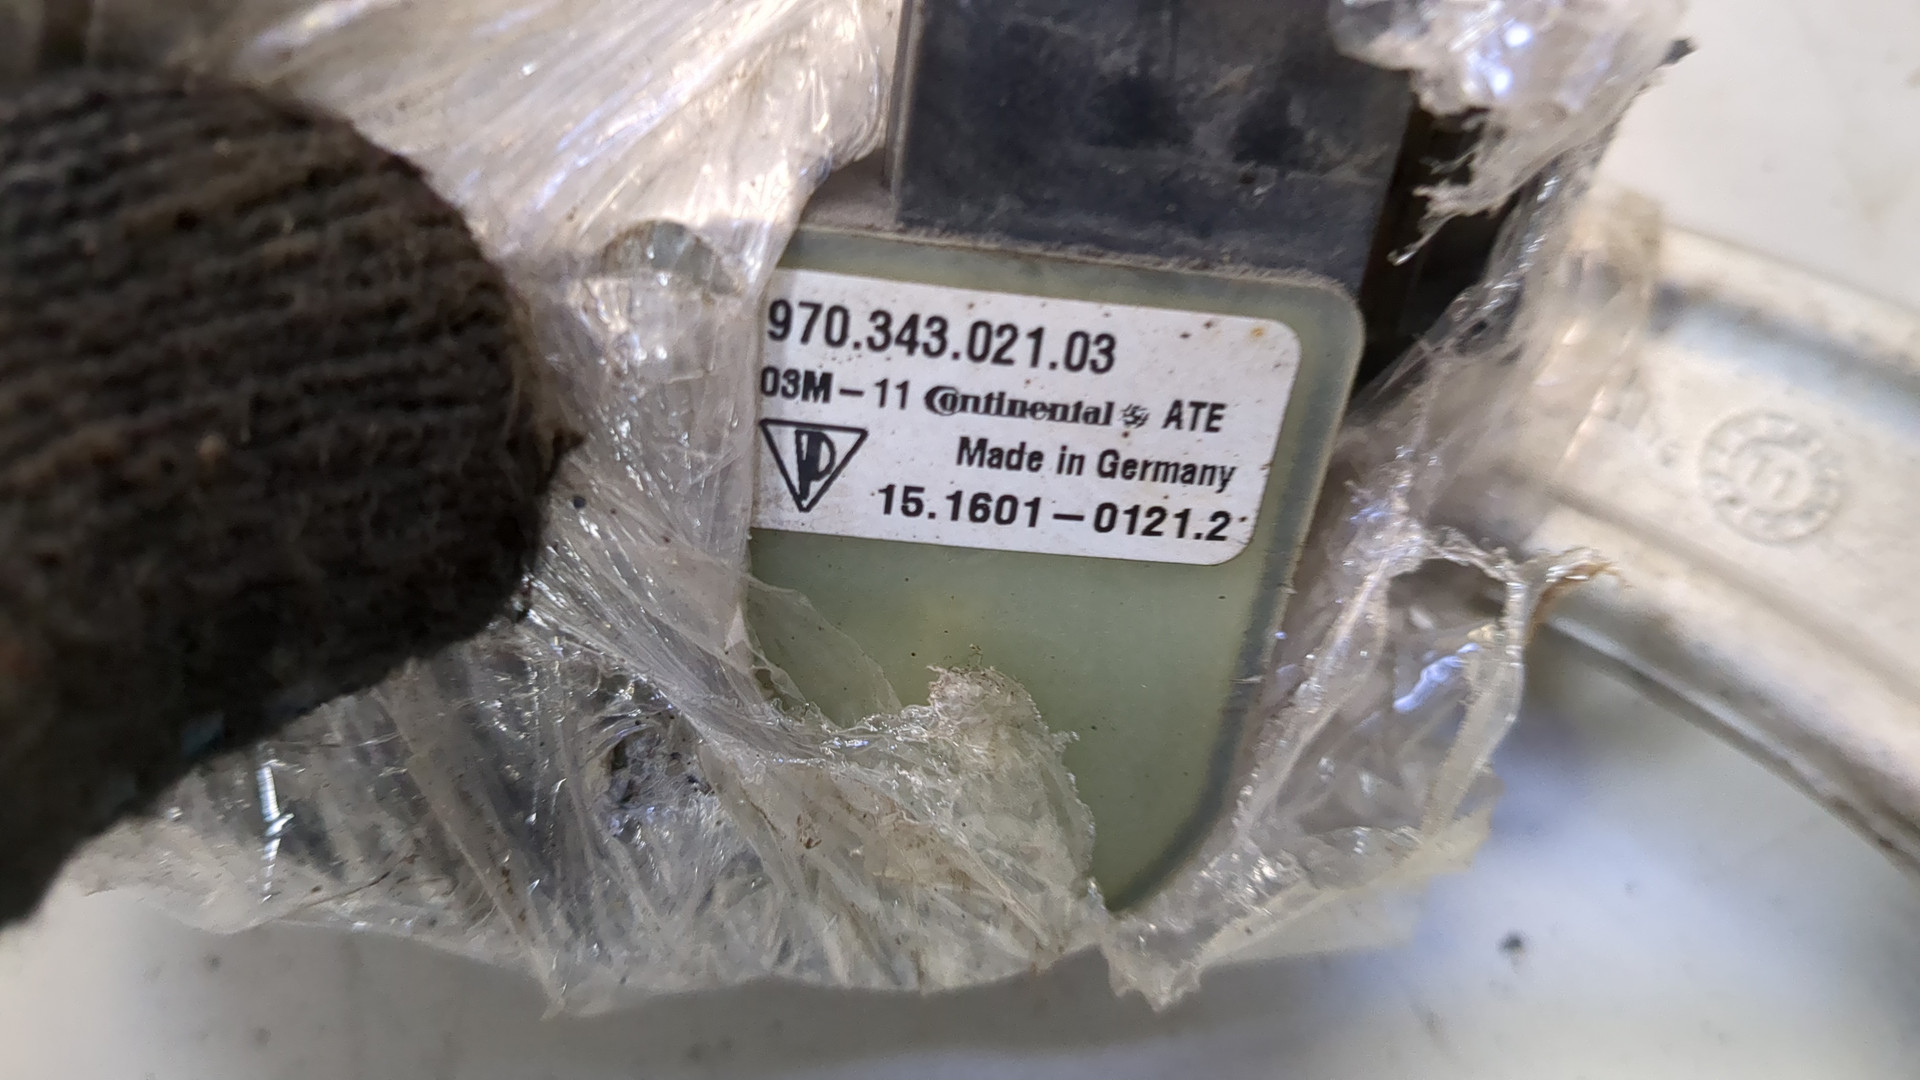 970.343.021.03
03M-11 Continental ATE
Made in Germany
15.1601-0121.2